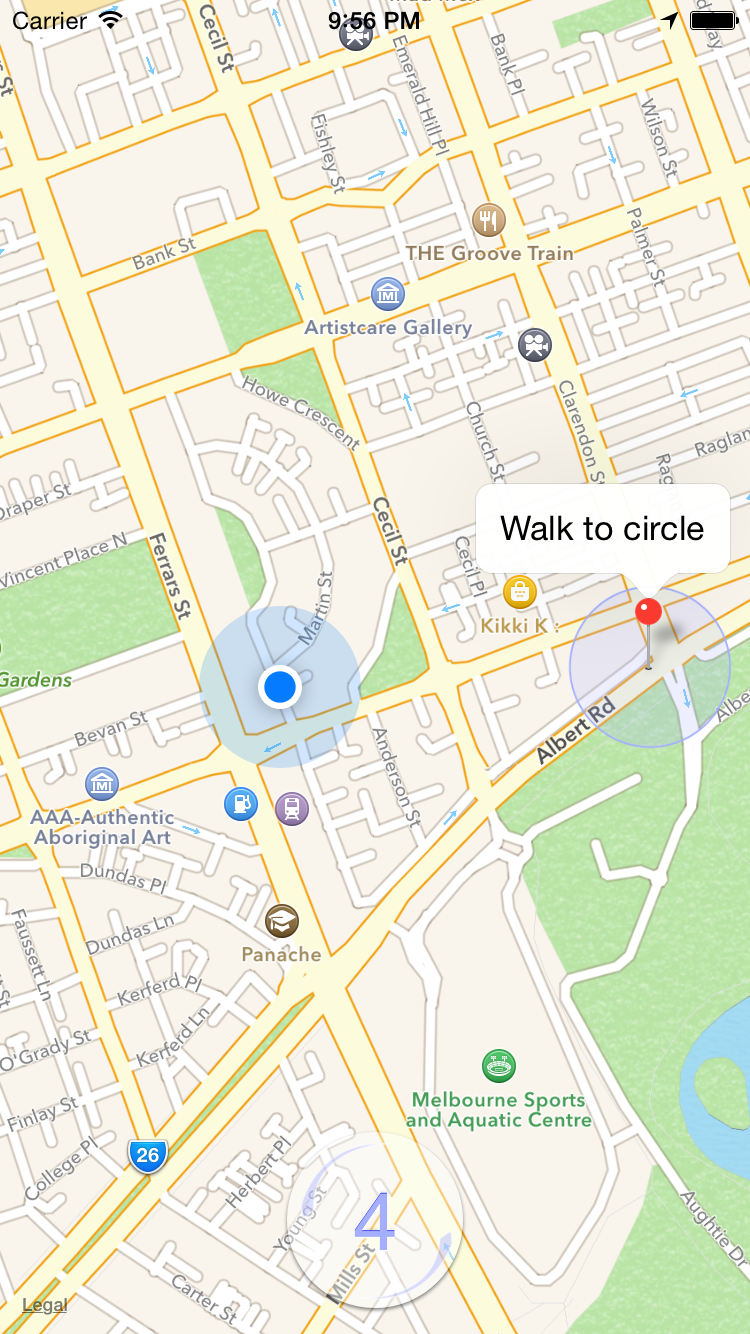 Carrier
9:56 PM
Cecil St
Emerald Hill Pl
Bank Pl
Fishley St
Wilson St
Palmer St
Bank St
THE Groove Train
Artistcare Gallery
Howe Crescent
Church St
Clarendon St
Raglan
Draper St
Cecil St
Walk to circle
Vincent Place N
Ferrars St
Cecil Pl
Martin St
Kikki K :
Gardens
Albert Rd
Bevan St
Anderson St
AAA-Authentic
Aboriginal Art
Dundas Pl
Faussett Ln
Dundas Ln
Panache
Kerferd Pl
Kerferd Ln
O'Grady St
Melbourne Sports
and Aquatic Centre
Finlay St
26
College Pl
Herbert Pl
Young St
4
Aughtie Dr
Mills St
Carter St
Legal